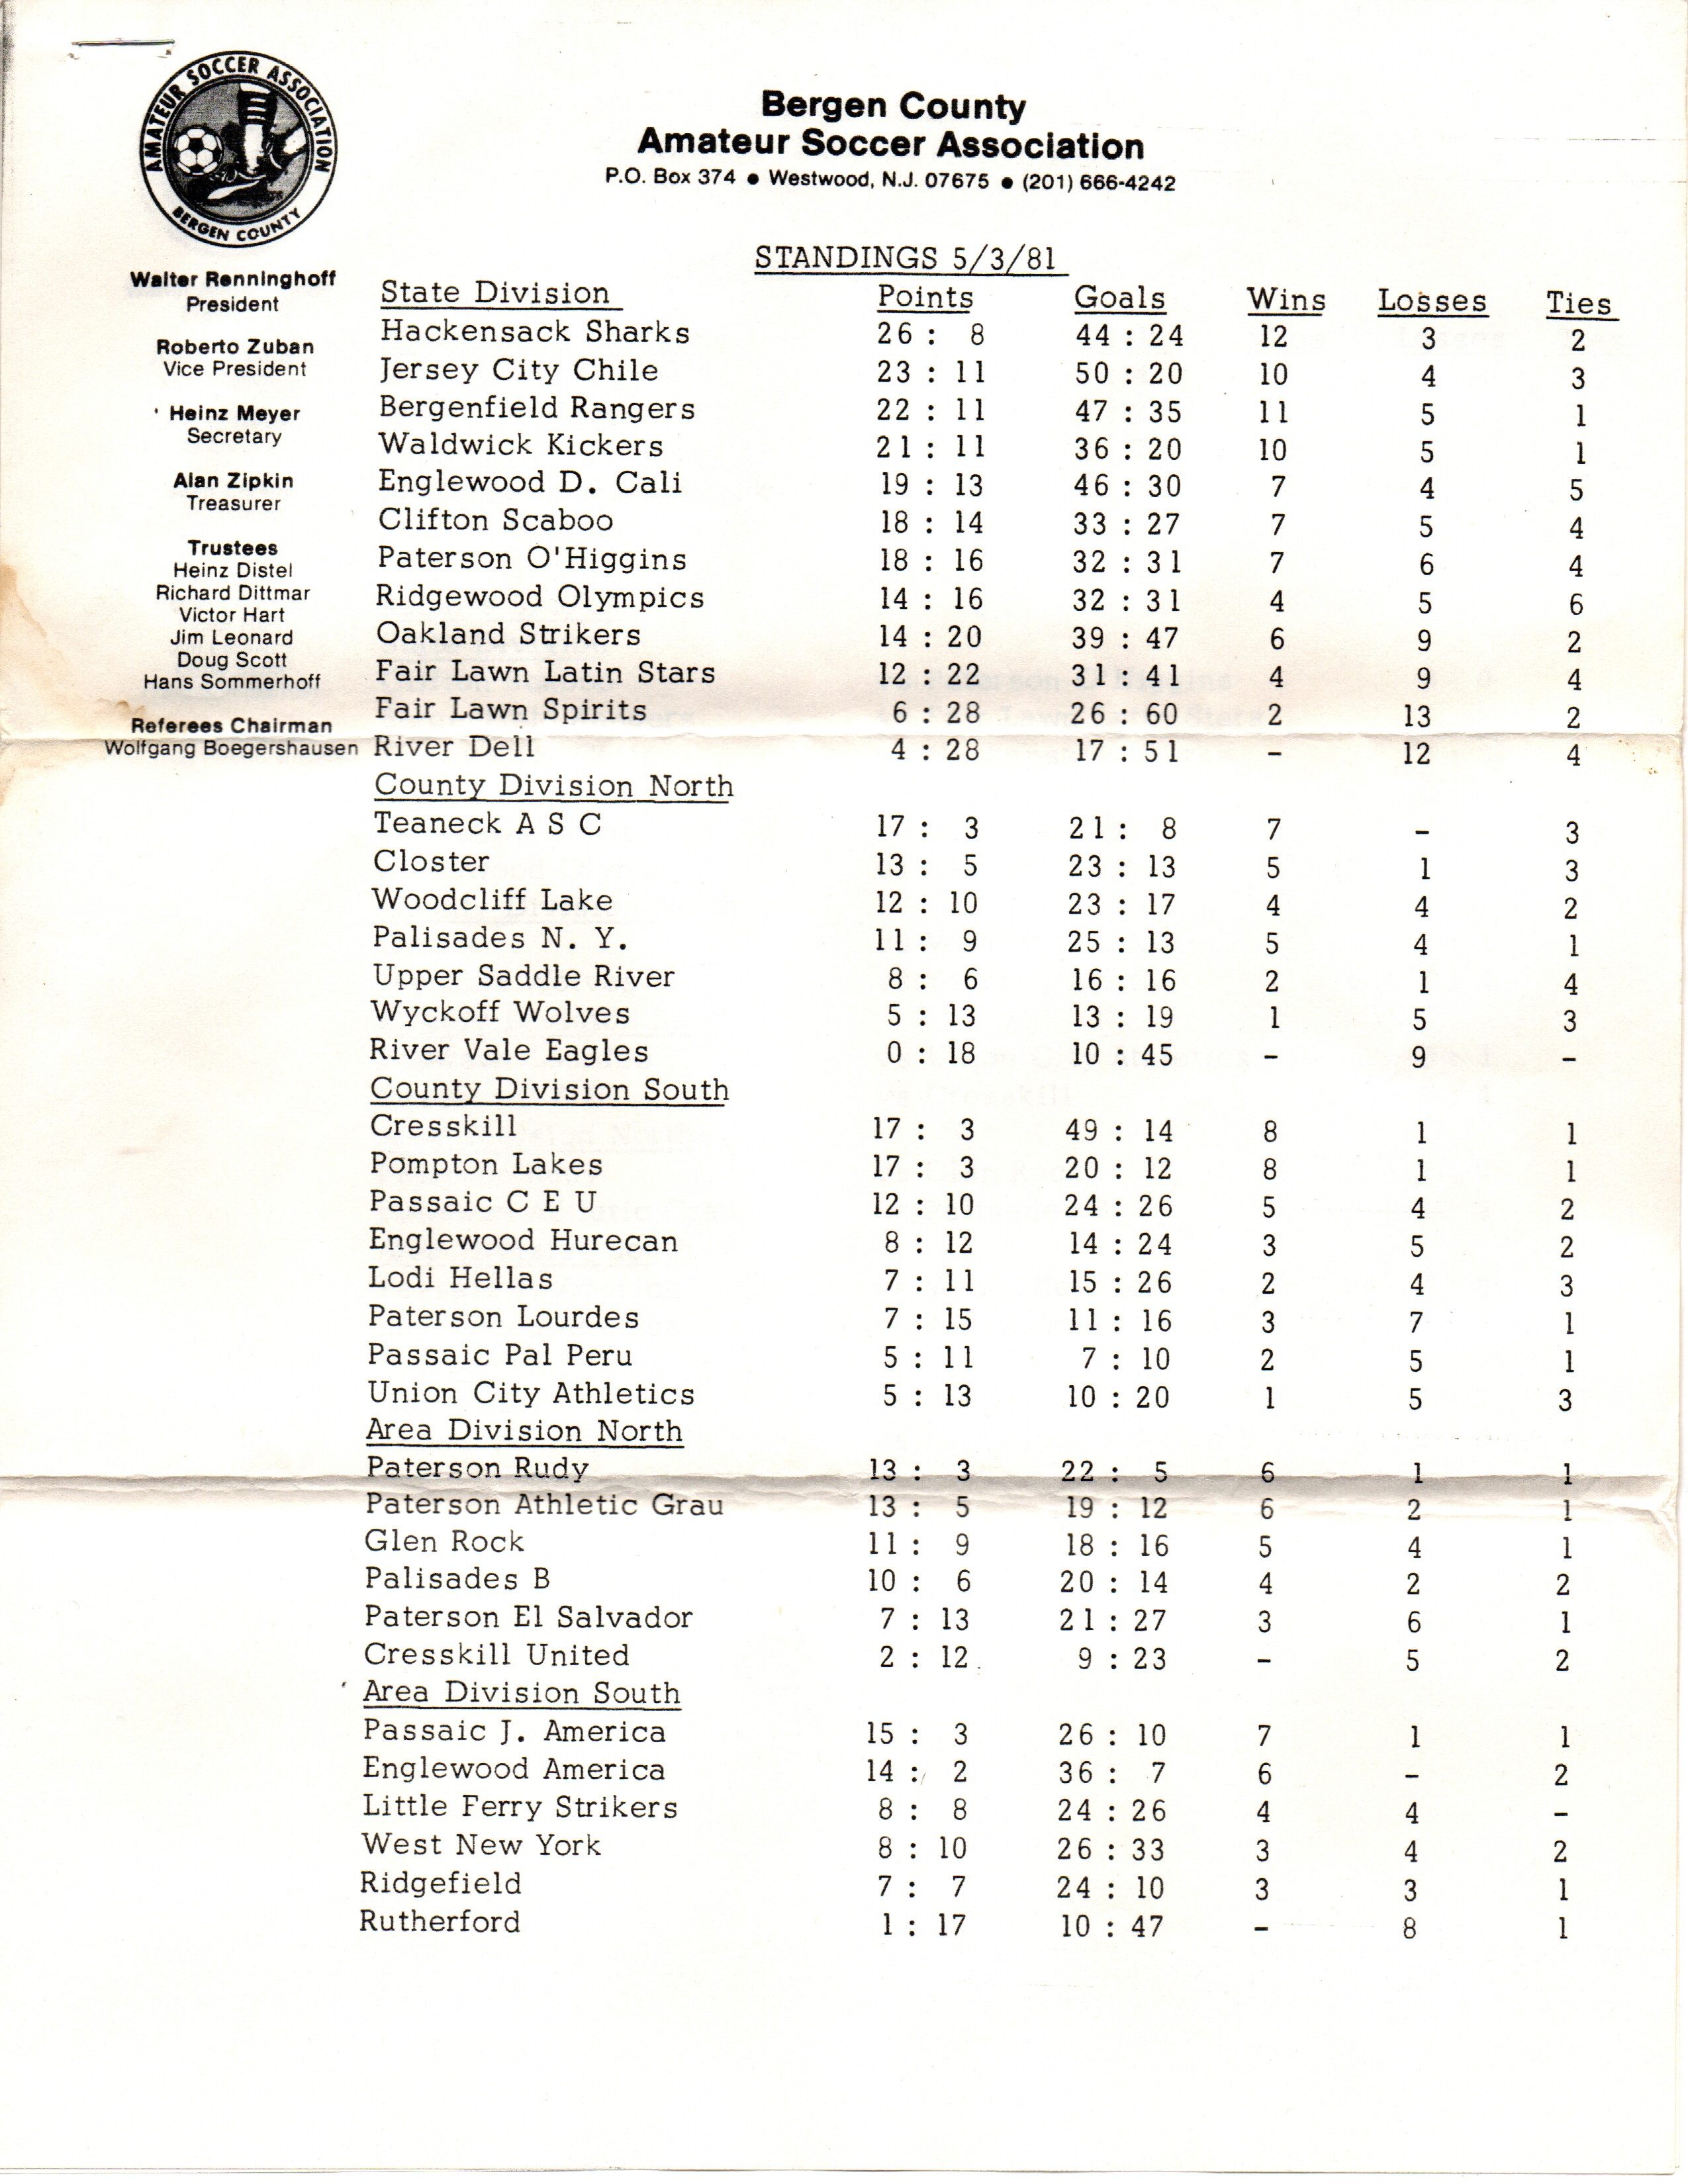 AMATEUR SOCCER ASSOCIATION
BERGEN COUNTY
Bergen County
Amateur Soccer Association
P.O. Box 374 ● Westwood, N.J. 07675 ● (201) 666-4242
Walter Renninghoff
President
Roberto Zuban
Vice President
Heinz Meyer
Secretary
Alan Zipkin
Treasurer
Trustees
Heinz Distel
Richard Dittmar
Victor Hart
Jim Leonard
Doug Scott
Hans Sommerhoff
Referees Chairman
Wolfgang Boegershausen
STANDINGS 5/3/81
State Division Points Goals Wins Losses Ties
Hackensack Sharks 26 : 8 44 : 24 12 3 2
Jersey City Chile 23 : 11 50 : 20 10 4 3
Bergenfield Rangers 22 : 11 47 : 35 11 5 1
Waldwick Kickers 21 : 11 36 : 20 10 5 1
Englewood D. Cali 19 : 13 46 : 30 7 4 5
Clifton Scaboo 18 : 14 33 : 27 7 5 4
Paterson O'Higgins 18 : 16 32 : 31 7 6 4
Ridgewood Olympics 14 : 16 32 : 31 4 5 6
Oakland Strikers 14 : 20 39 : 47 6 9 2
Fair Lawn Latin Stars 12 : 22 31 : 41 4 9 4
Fair Lawn Spirits 6 : 28 26 : 60 2 13 2
River Dell 4 : 28 17 : 51 - 12 4
County Division North
Teaneck A S C 17 : 3 21 : 8 7 - 3
Closter 13 : 5 23 : 13 5 1 3
Woodcliff Lake 12 : 10 23 : 17 4 4 2
Palisades N. Y. 11 : 9 25 : 13 5 4 1
Upper Saddle River 8 : 6 16 : 16 2 1 4
Wyckoff Wolves 5 : 13 13 : 19 1 5 3
River Vale Eagles 0 : 18 10 : 45 - 9 -
County Division South
Cresskill 17 : 3 49 : 14 8 1 1
Pompton Lakes 17 : 3 20 : 12 8 1 1
Passaic C E U 12 : 10 24 : 26 5 4 2
Englewood Hurecan 8 : 12 14 : 24 3 5 2
Lodi Hellas 7 : 11 15 : 26 2 4 3
Paterson Lourdes 7 : 15 11 : 16 3 7 1
Passaic Pal Peru 5 : 11 7 : 10 2 5 1
Union City Athletics 5 : 13 10 : 20 1 5 3
Area Division North
Paterson Rudy 13 : 3 22 : 5 6 1 1
Paterson Athletic Grau 13 : 5 19 : 12 6 2 1
Glen Rock 11 : 9 18 : 16 5 4 1
Palisades B 10 : 6 20 : 14 4 2 2
Paterson El Salvador 7 : 13 21 : 27 3 6 1
Cresskill United 2 : 12 9 : 23 - 5 2
Area Division South
Passaic J. America 15 : 3 26 : 10 7 1 1
Englewood America 14 : 2 36 : 7 6 - 2
Little Ferry Strikers 8 : 8 24 : 26 4 4 -
West New York 8 : 10 26 : 33 3 4 2
Ridgefield 7 : 7 24 : 10 3 3 1
Rutherford 1 : 17 10 : 47 - 8 1